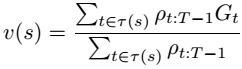 $v(s) = \frac{\sum_{t \in \tau(s)} \rho_{t:T-1} G_t}{\sum_{t \in \tau(s)} \rho_{t:T-1}}$